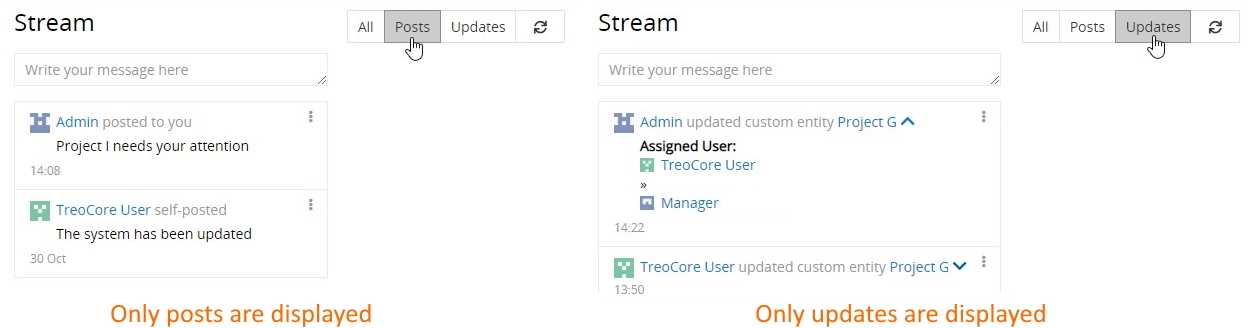 Stream
All Posts Updates
Write your message here
Admin posted to you
Project I needs your attention
14:08
TreoCore User self-posted
The system has been updated
30 Oct
Only posts are displayed
Stream
All Posts Updates
Write your message here
Admin updated custom entity Project G
Assigned User:
TreoCore User
»
Manager
14:22
TreoCore User updated custom entity Project G
13:50
Only updates are displayed